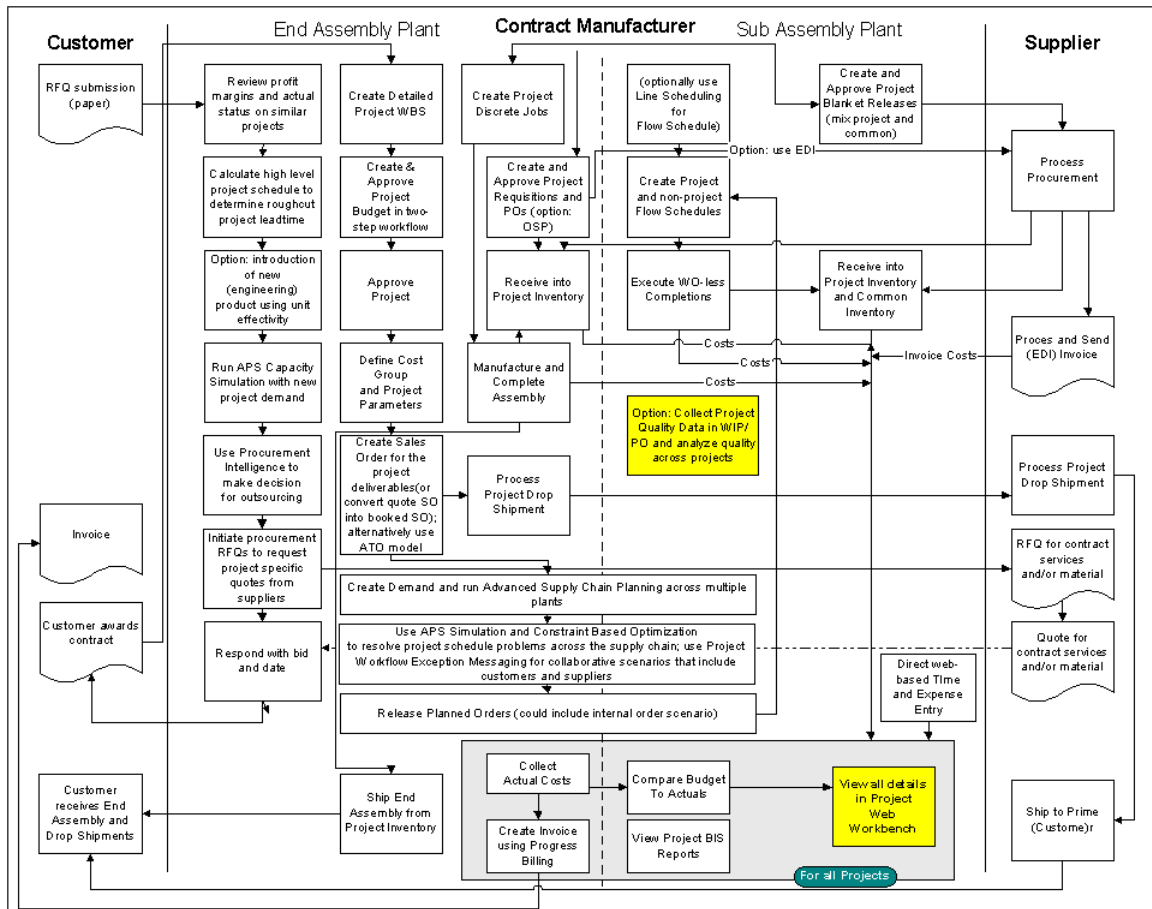 Customer
End Assembly Plant
Contract Manufacturer
Sub Assembly Plant
Supplier
RFQ submission
(paper)
Review profit
margins and actual
status on similar
projects
Create Detailed
Project WBS
Create Project
Discrete Jobs
(optionally use
Line Scheduling
for
Flow Schedule)
Create and
Approve Project
Blanket Releases
(mix project and
common)
Option: use EDI
Process
Procurement
Calculate high level
project schedule to
determine roughcut
project leadtime
Create &
Approve
Project
Budget in two-
step workflow
Create and
Approve Project
Requisitions and
POs (option:
OSP)
Create Project
and non-project
Flow Schedules
Option: introduction
of new
(engineering)
product using unit
effectivity
Approve
Project
Receive into
Project Inventory
Execute WO-less
Completions
Receive into
Project Inventory
and Common
Inventory
Costs
Costs
Invoice Costs
Proces and Send
(EDI) Invoice
Run APS Capacity
Simulation with new
project demand
Define Cost
Group
and Project
Parameters
Manufacture and
Complete
Assembly
Costs
Option: Collect Project
Quality Data in WIP/
PO and analyze quality
across projects
Use Procurement
Intelligence to
make decision
for outsourcing
Create Sales
Order for the
project
deliverables(or
convert quote SO
into booked SO);
alternatively use
ATO model
Process
Project Drop
Shipment
Process Project
Drop Shipment
Invoice
Initiate procurement
RFQs to request
project specific
quotes from
suppliers
RFQ for contract
services
and/or material
Create Demand and run Advanced Supply Chain Planning across multiple
plants
Customer awards
contract
Respond with bid
and date
Use APS Simulation and Constraint Based Optimization
to resolve project schedule problems across the supply chain; use Project
Workflow Exception Messaging for collaborative scenarios that include
customers and suppliers
Quote for
contract services
and/or material
Direct web-
based TIme
and Expense
Entry
Release Planned Orders (could include internal order scenario)
Customer
receives End
Assembly and
Drop Shipments
Ship End
Assembly from
Project Inventory
Collect
Actual Costs
Compare Budget
To Actuals
View all details
in Project
Web
Workbench
Create Invoice
using Progress
Billing
View Project BIS
Reports
For all Projects
Ship to Prime
(Custome)r